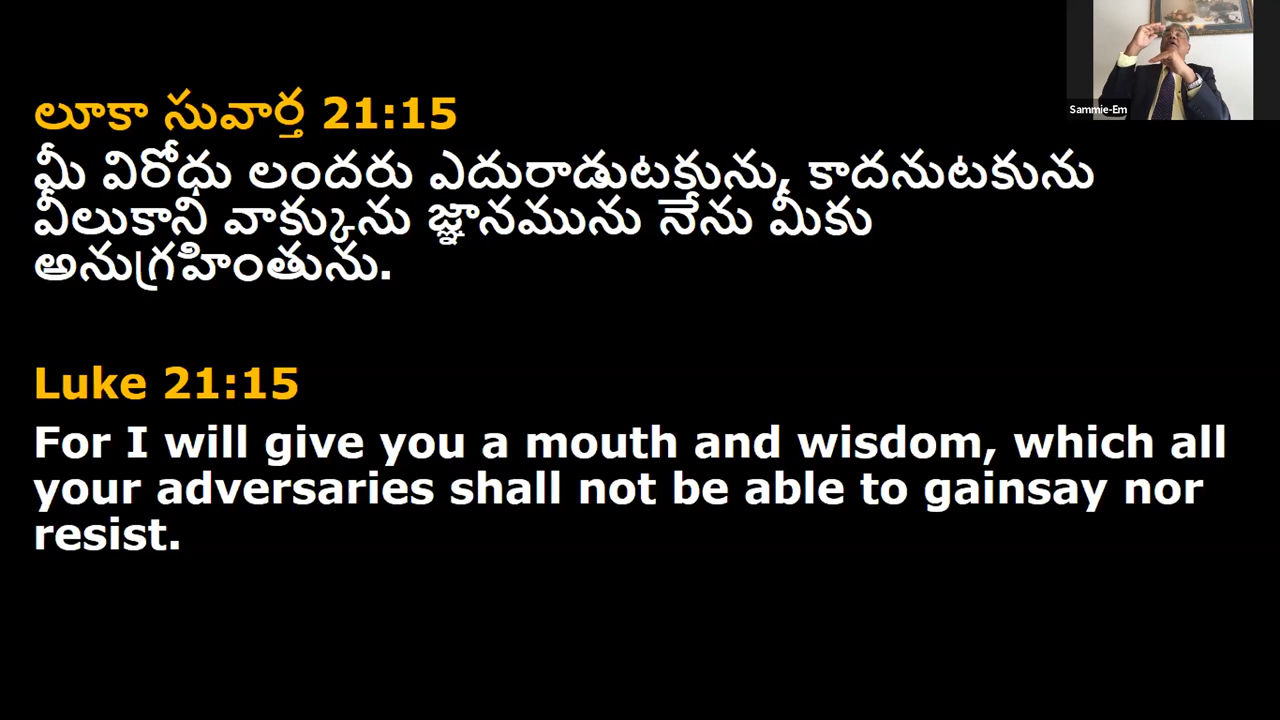 Sammie-Em
లూకా సువార్త 21:15
మీ విరోధు లందరు ఎదురాడుటకును, కాదనుటకును
వీలుకాని వాక్కును జ్ఞానమును నేను మీకు
అనుగ్రహింతును.
Luke 21:15
For I will give you a mouth and wisdom, which all
your adversaries shall not be able to gainsay nor
resist.